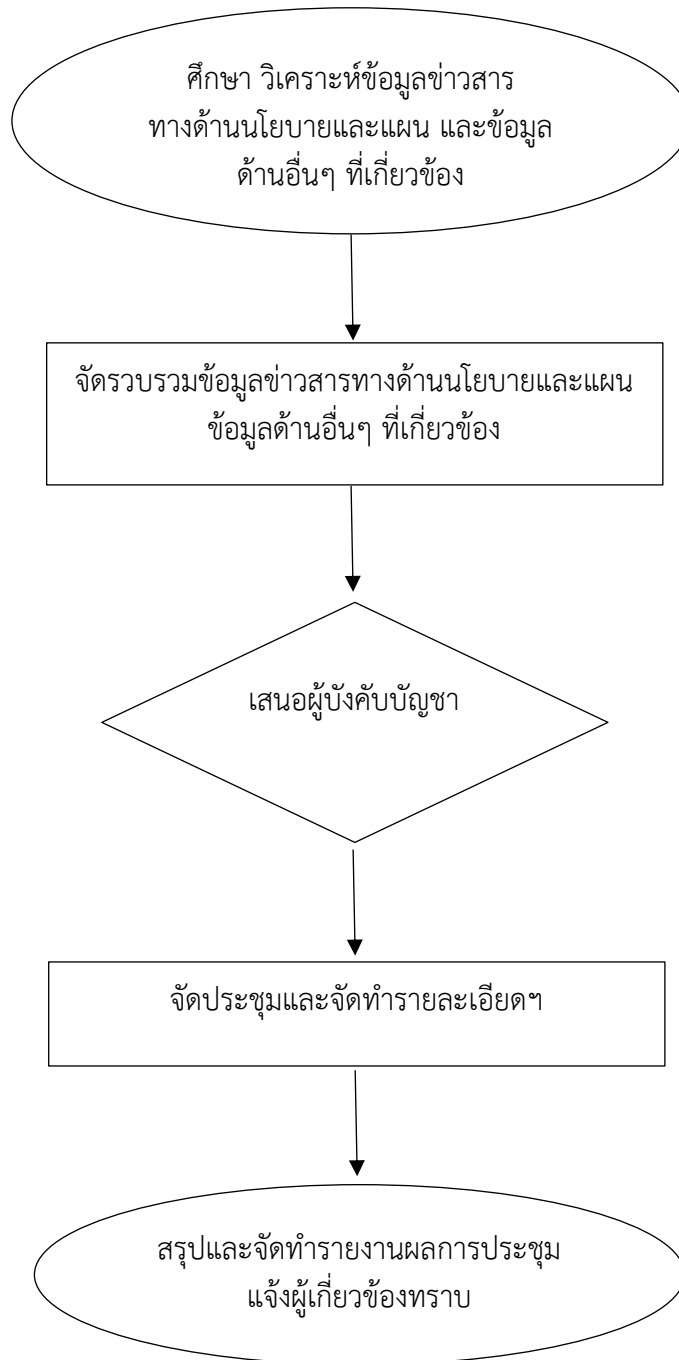 ศึกษา วิเคราะห์ข้อมูลข่าวสาร
ทางด้านนโยบายและแผน และข้อมูล
ด้านอื่นๆ ที่เกี่ยวข้อง
จัดรวบรวมข้อมูลข่าวสารทางด้านนโยบายและแผน
ข้อมูลด้านอื่นๆ ที่เกี่ยวข้อง
เสนอผู้บังคับบัญชา
จัดประชุมและจัดทำรายละเอียดฯ
สรุปและจัดทำรายงานผลการประชุม
แจ้งผู้เกี่ยวข้องทราบ